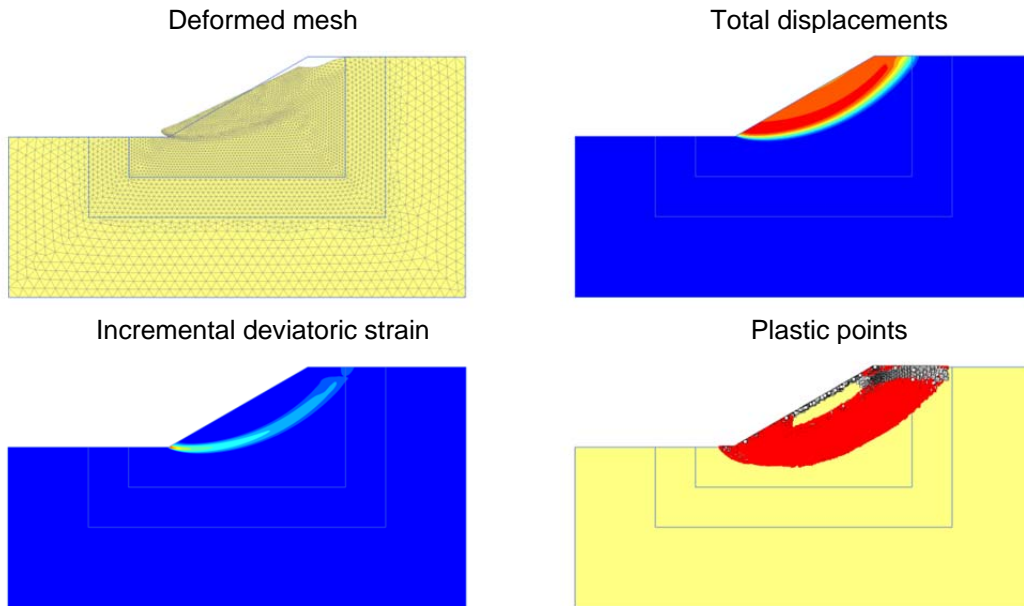 Deformed mesh
Total displacements
Incremental deviatoric strain
Plastic points